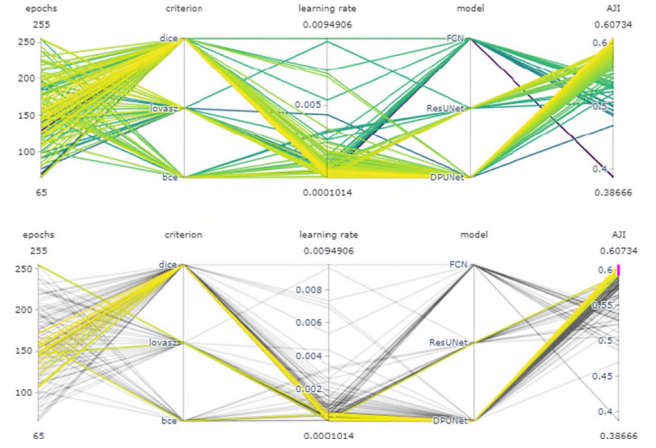 epochs criterion learning rate model AJI
255 0.0094906 0.60734
dice FCN 0.6
250
200
lovasz 0.005 ResUNet 0.5
150
100
bce DPUNet 0.4
65 0.0001014 0.38666
epochs criterion learning rate model AJI
255 0.0094906 0.60734
250 dice FCN 0.6
0.008
200 0.006 0.55
lovasz ResUNet 0.5
150 0.004
0.45
100 0.002
bce DPUNet 0.4
65 0.0001014 0.38666